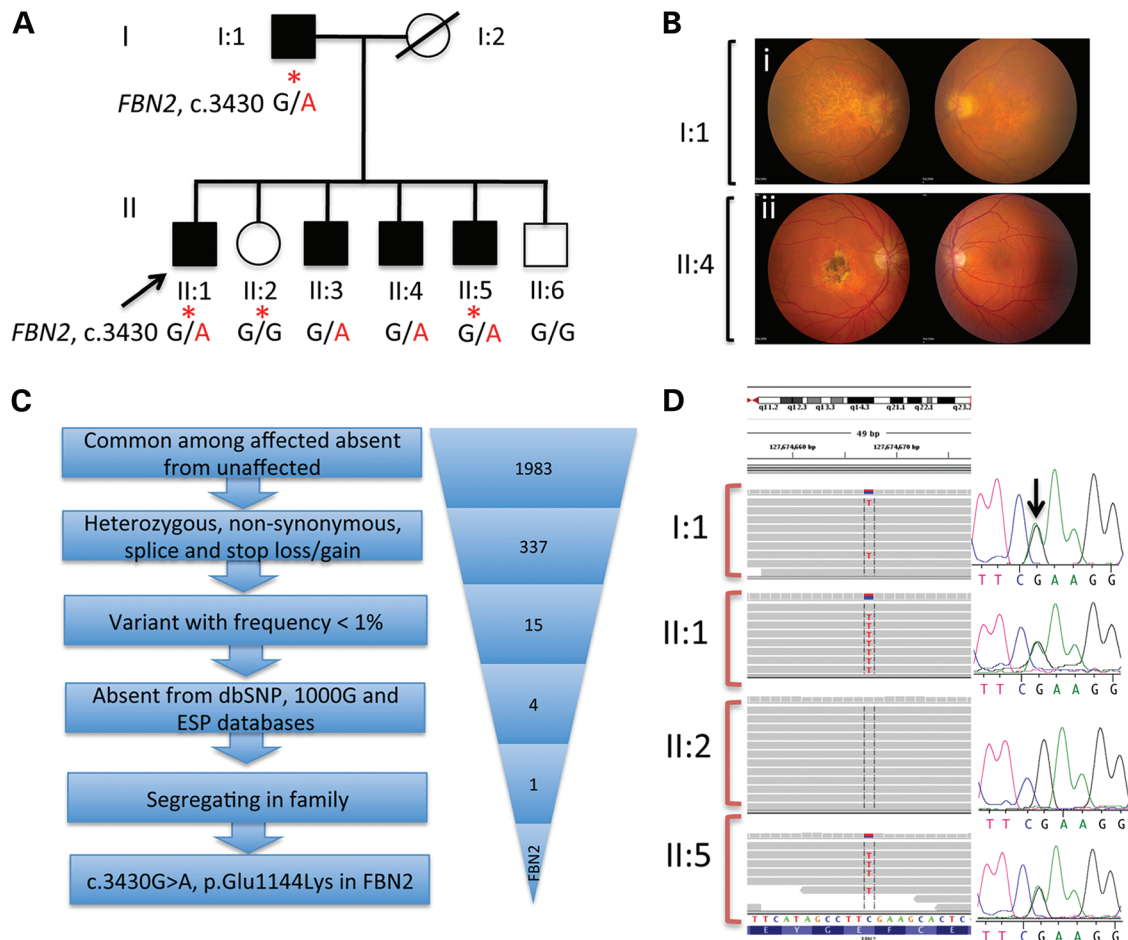 A
I
I:1
I:2
*
FBN2, c.3430 G/A
II
II:1
II:2
II:3
II:4
II:5
II:6
* * *
FBN2, c.3430 G/A G/G G/A G/A G/A G/G
B
I:1
i
II:4
ii
C
Common among affected absent
from unaffected
1983
Heterozygous, non-synonymous,
splice and stop loss/gain
337
Variant with frequency < 1%
15
Absent from dbSNP, 1000G and
ESP databases
4
Segregating in family
1
c.3430G>A, p.Glu1144Lys in FBN2
FBN2
D
q11.2 q12.3 q13.3 q14.3 q21.1 q22.1 q23.2
49 bp
127,674,660 bp 127,674,670 bp
I:1
T
T
T T C G A A G G
II:1
T
T
T
T
T
T
T T C G A A G G
II:2
T T C G A A G G
II:5
T
T
T
T
T T C A T A G C C T T C G A A G C A C T C
E Y G E F C E
FBN2
T T C G A A G G